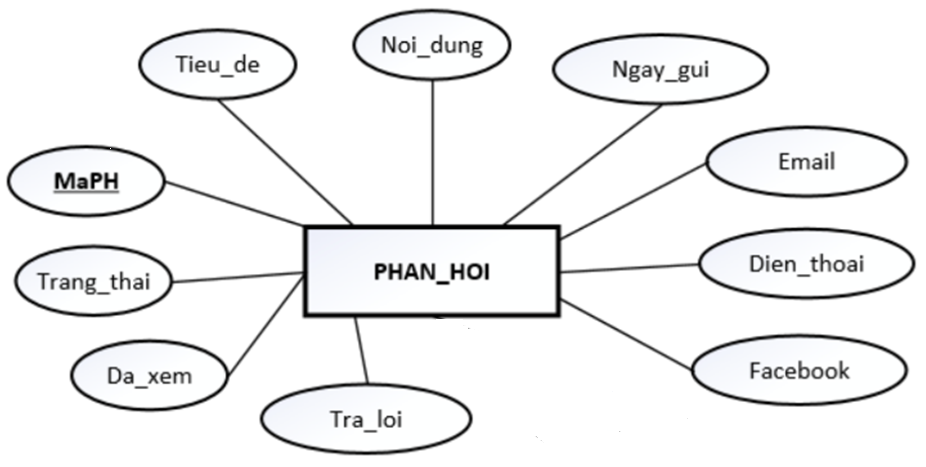 Noi_dung
Tieu_de
Ngay_gui
Email
MaPH
PHAN_HOI
Dien_thoai
Trang_thai
Da_xem
Facebook
Tra_loi